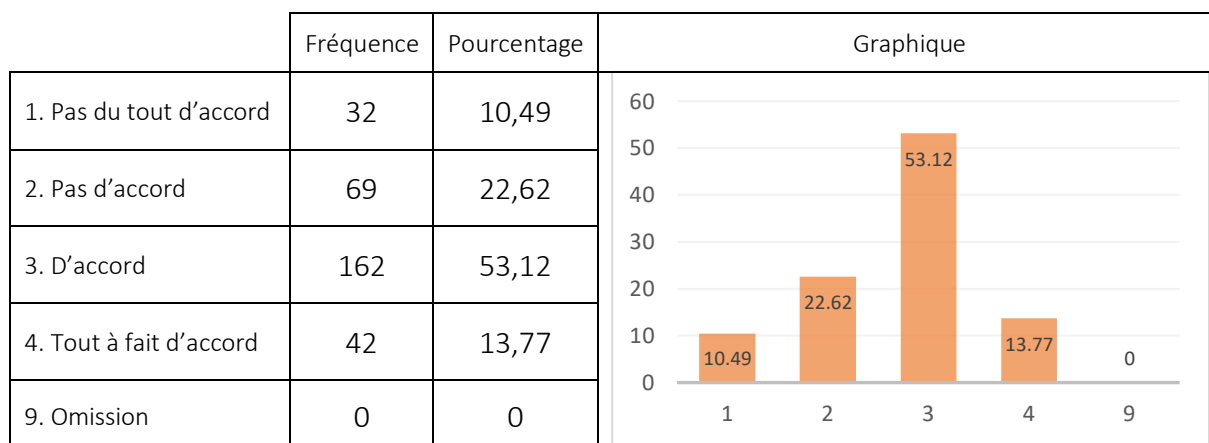 Fréquence Pourcentage Graphique
1. Pas du tout d’accord 32 10,49
2. Pas d’accord 69 22,62
3. D’accord 162 53,12
4. Tout à fait d’accord 42 13,77
9. Omission 0 0
60
50
40
30
20
10
0
10.49
22.62
53.12
13.77
0
1 2 3 4 9